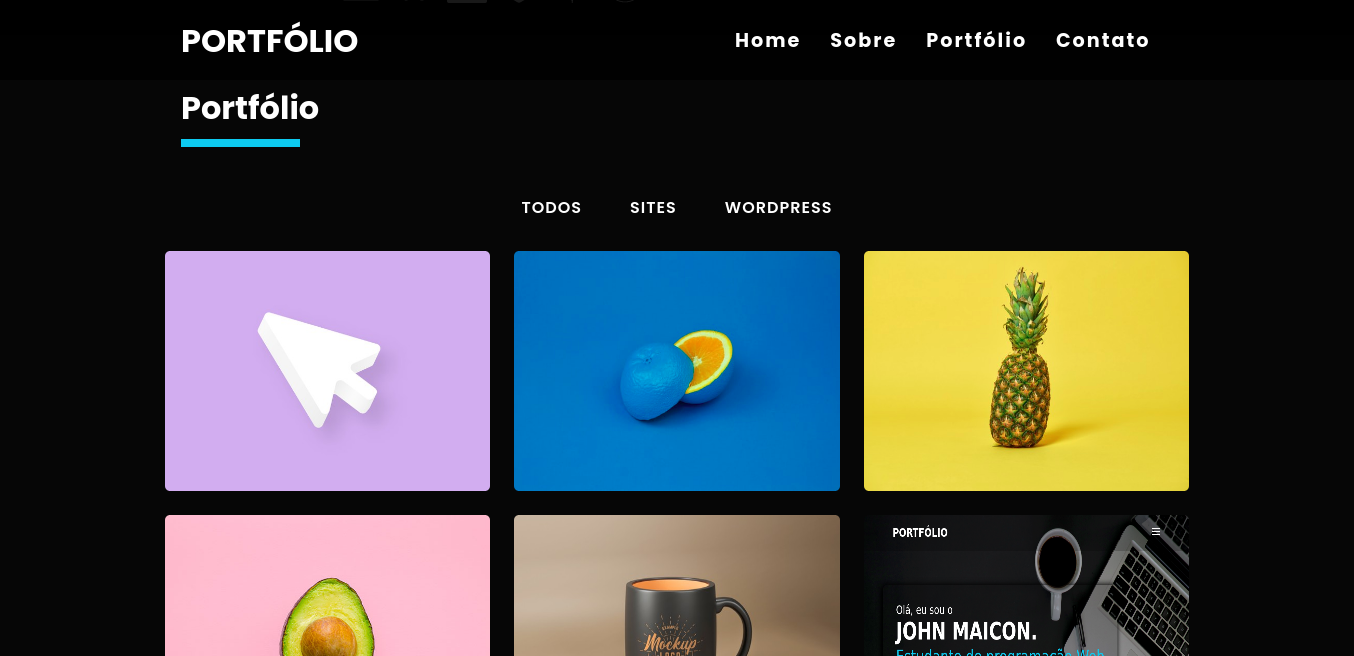 PORTFÓLIO
Home Sobre Portfólio Contato
Portfólio
TODOS SITES WORDPRESS
PORTFÓLIO
Olá, eu sou o
JOHN MAICON.
Estudante de programação Web
Mockup
LOGO